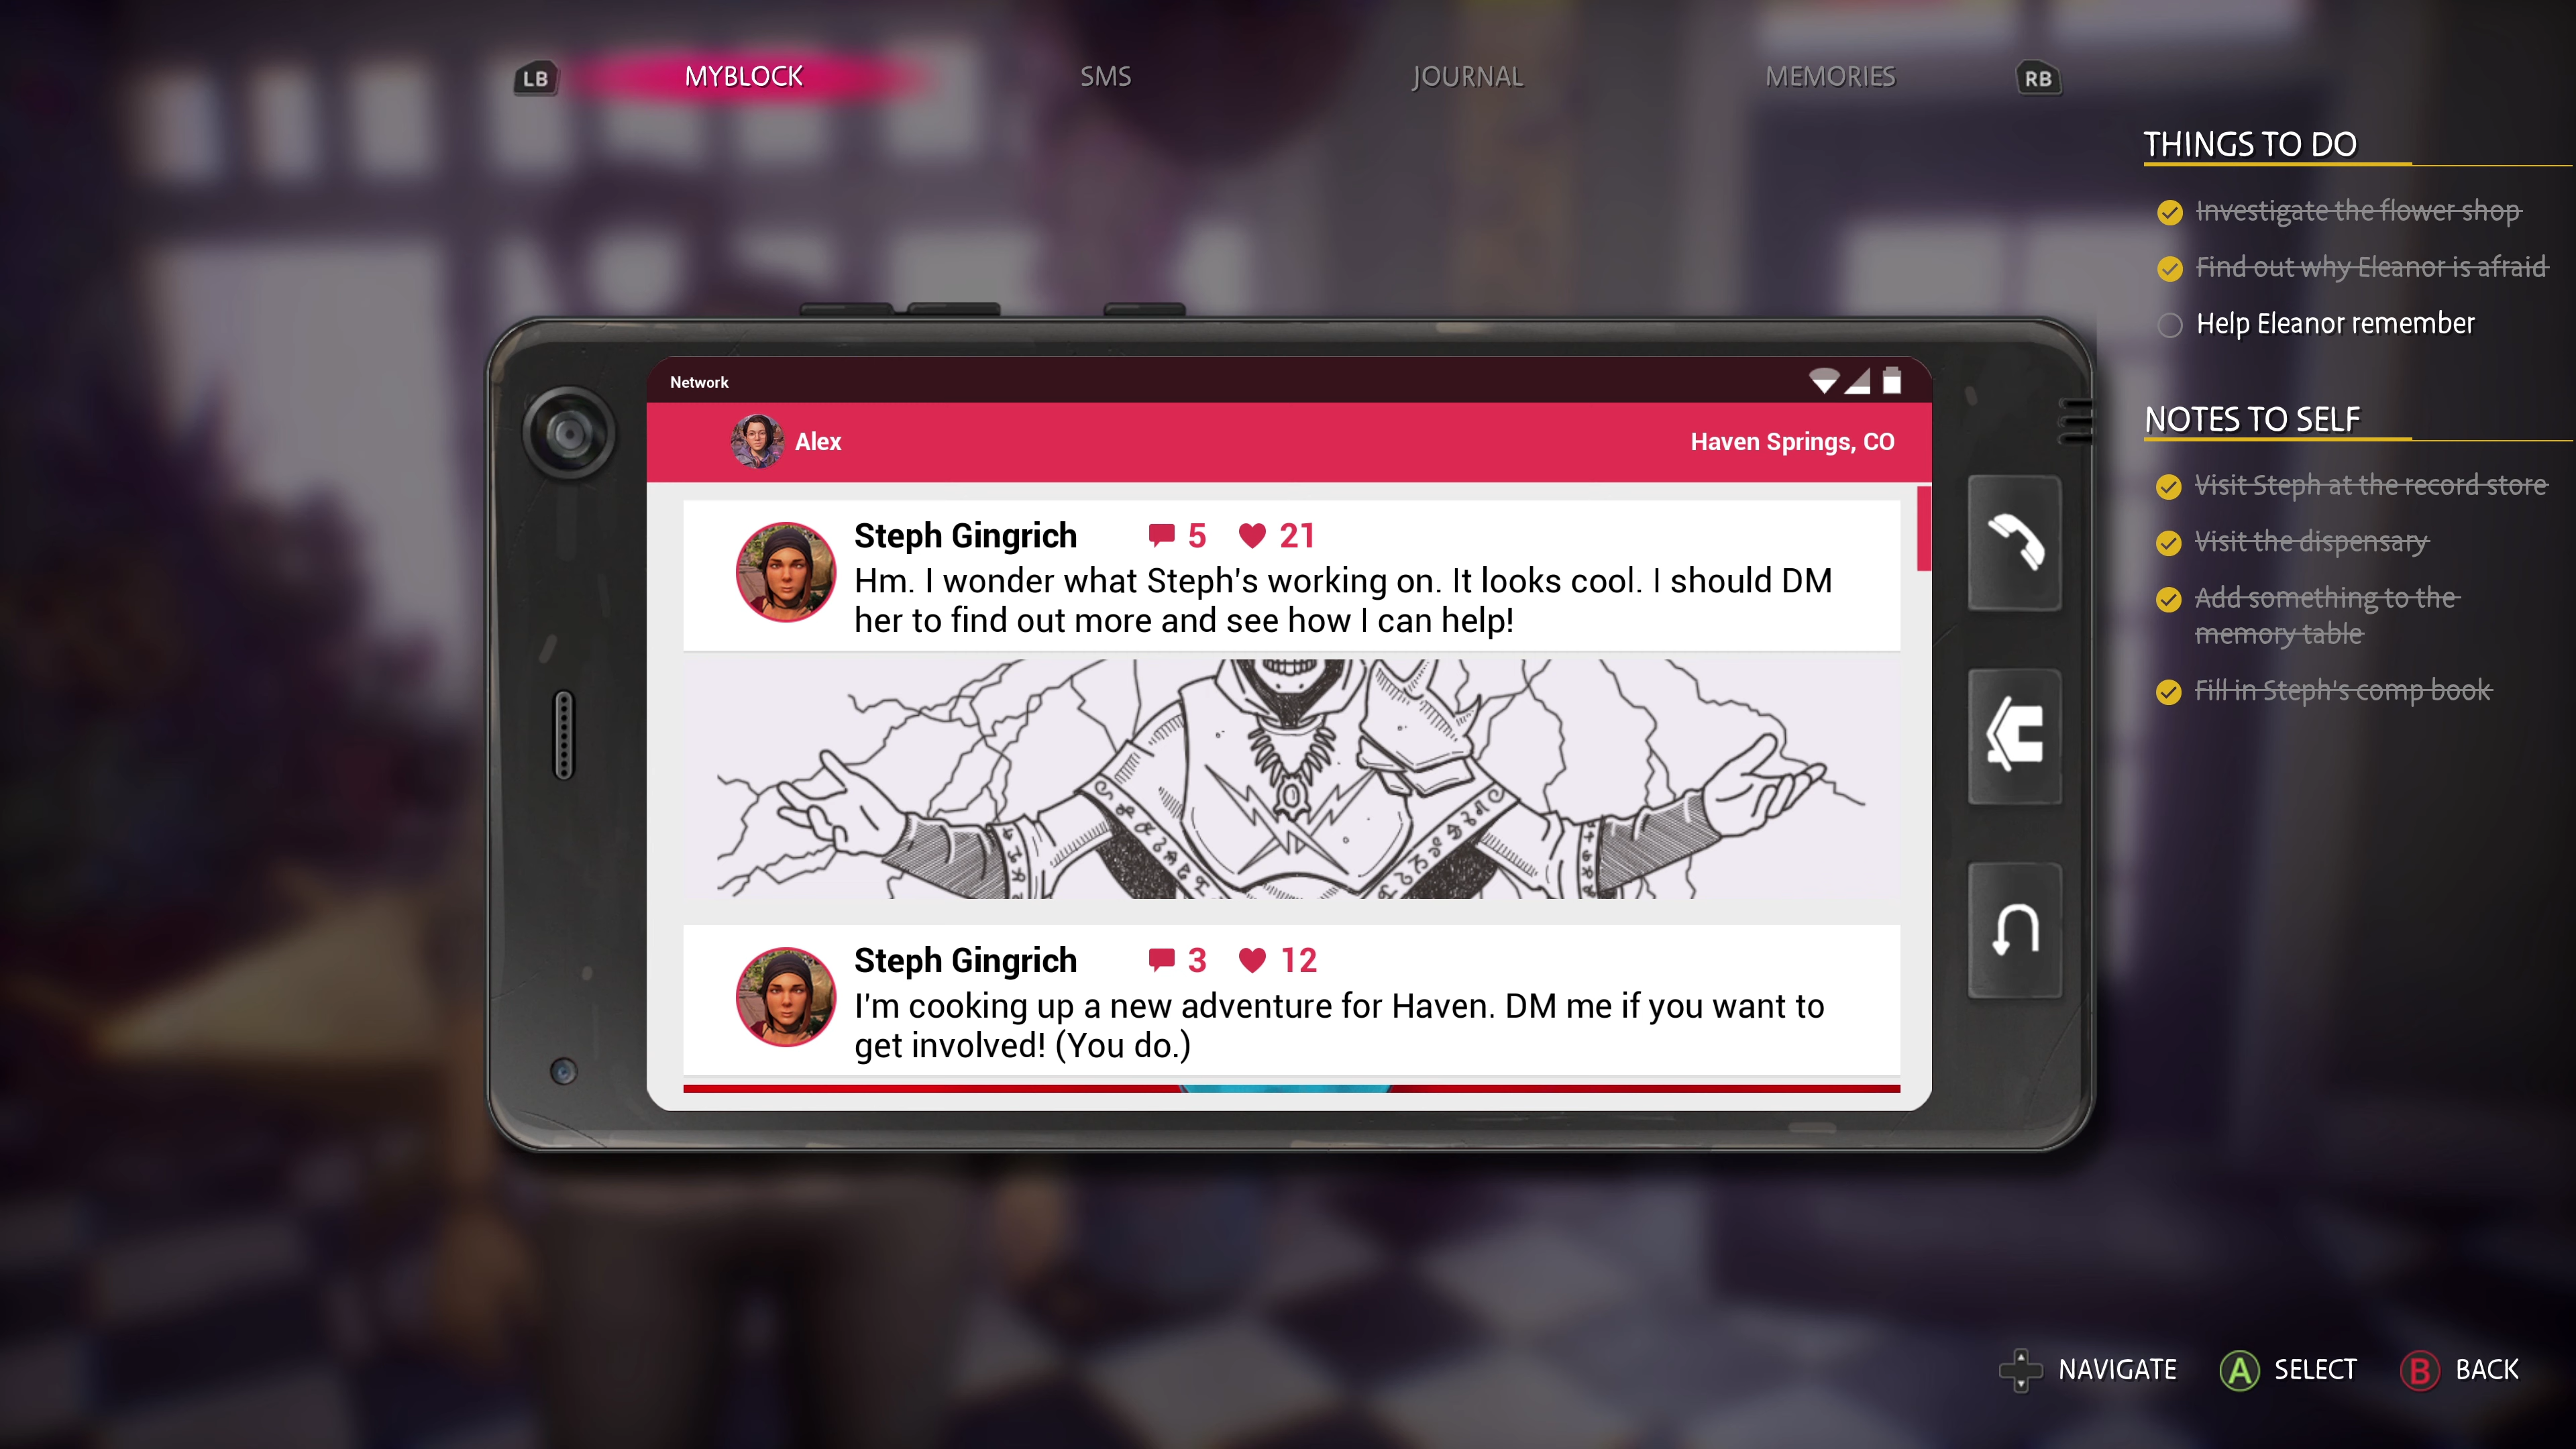 LB
MYBLOCK
SMS
JOURNAL
MEMORIES
RB
THINGS TO DO
Investigate the flower shop
Find out why Eleanor is afraid
Help Eleanor remember
NOTES TO SELF
Visit Steph at the record store
Visit the dispensary
Add something to the
memory table
Fill in Steph's comp book
Network
Alex
Haven Springs, CO
Steph Gingrich 5 21
Hm. I wonder what Steph's working on. It looks cool. I should DM
her to find out more and see how I can help!
Steph Gingrich 3 12
I'm cooking up a new adventure for Haven. DM me if you want to
get involved! (You do.)
NAVIGATE
A SELECT
B BACK